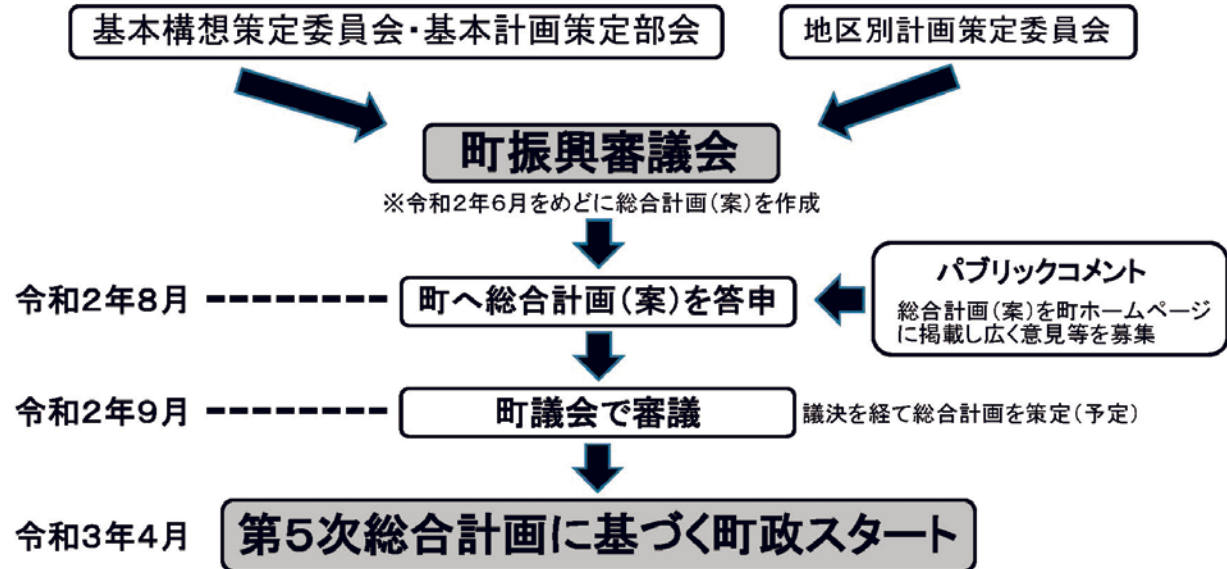 基本構想策定委員会・基本計画策定部会
地区別計画策定委員会
町振興審議会
※令和2年6月をめどに総合計画(案)を作成
令和2年8月
町へ総合計画(案)を答申
パブリックコメント
総合計画(案)を町ホームページ
に掲載し広く意見等を募集
令和2年9月
町議会で審議
議決を経て総合計画を策定(予定)
令和3年4月
第5次総合計画に基づく町政スタート